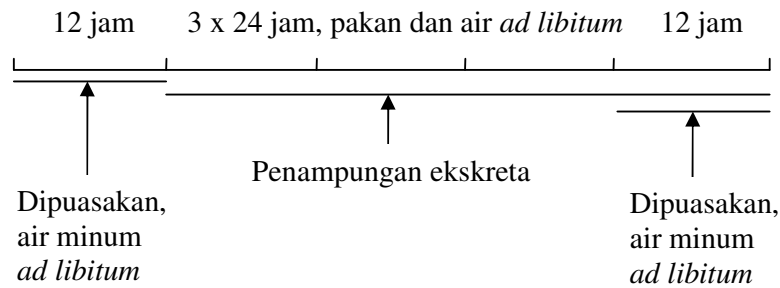 12 jam 3 x 24 jam, pakan dan air ad libitum 12 jam
Penampungan ekskreta
Dipuasakan,
air minum
ad libitum
Dipuasakan,
air minum
ad libitum